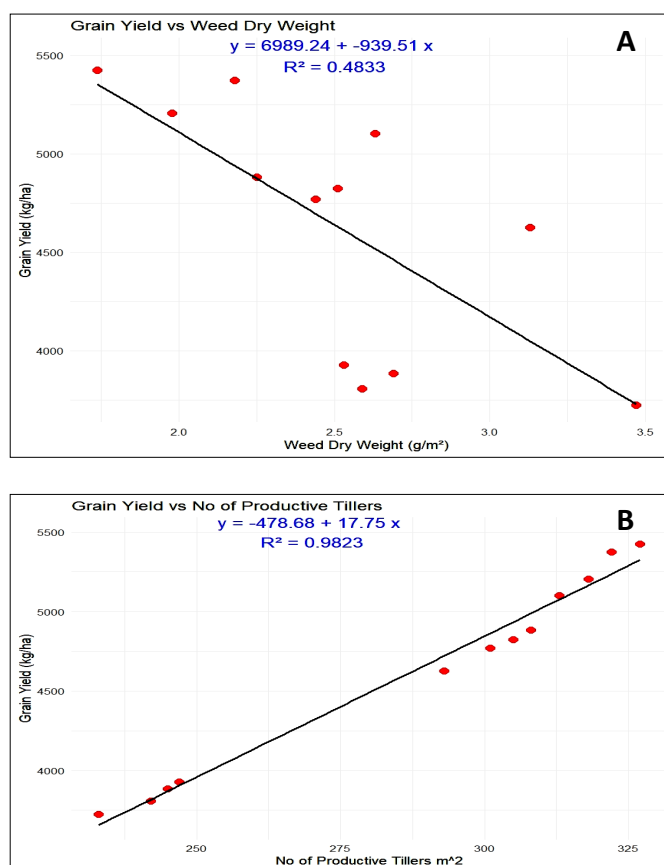 Grain Yield vs Weed Dry Weight
A
y = 6989.24 + -939.51 x
R² = 0.4833
5500
5000
4500
4000
Grain Yield (kg/ha)
2.0 2.5 3.0 3.5
Weed Dry Weight (g/m²)
Grain Yield vs No of Productive Tillers
B
y = -478.68 + 17.75 x
R² = 0.9823
5500
5000
4500
4000
Grain Yield (kg/ha)
250 275 300 325
No of Productive Tillers m^2